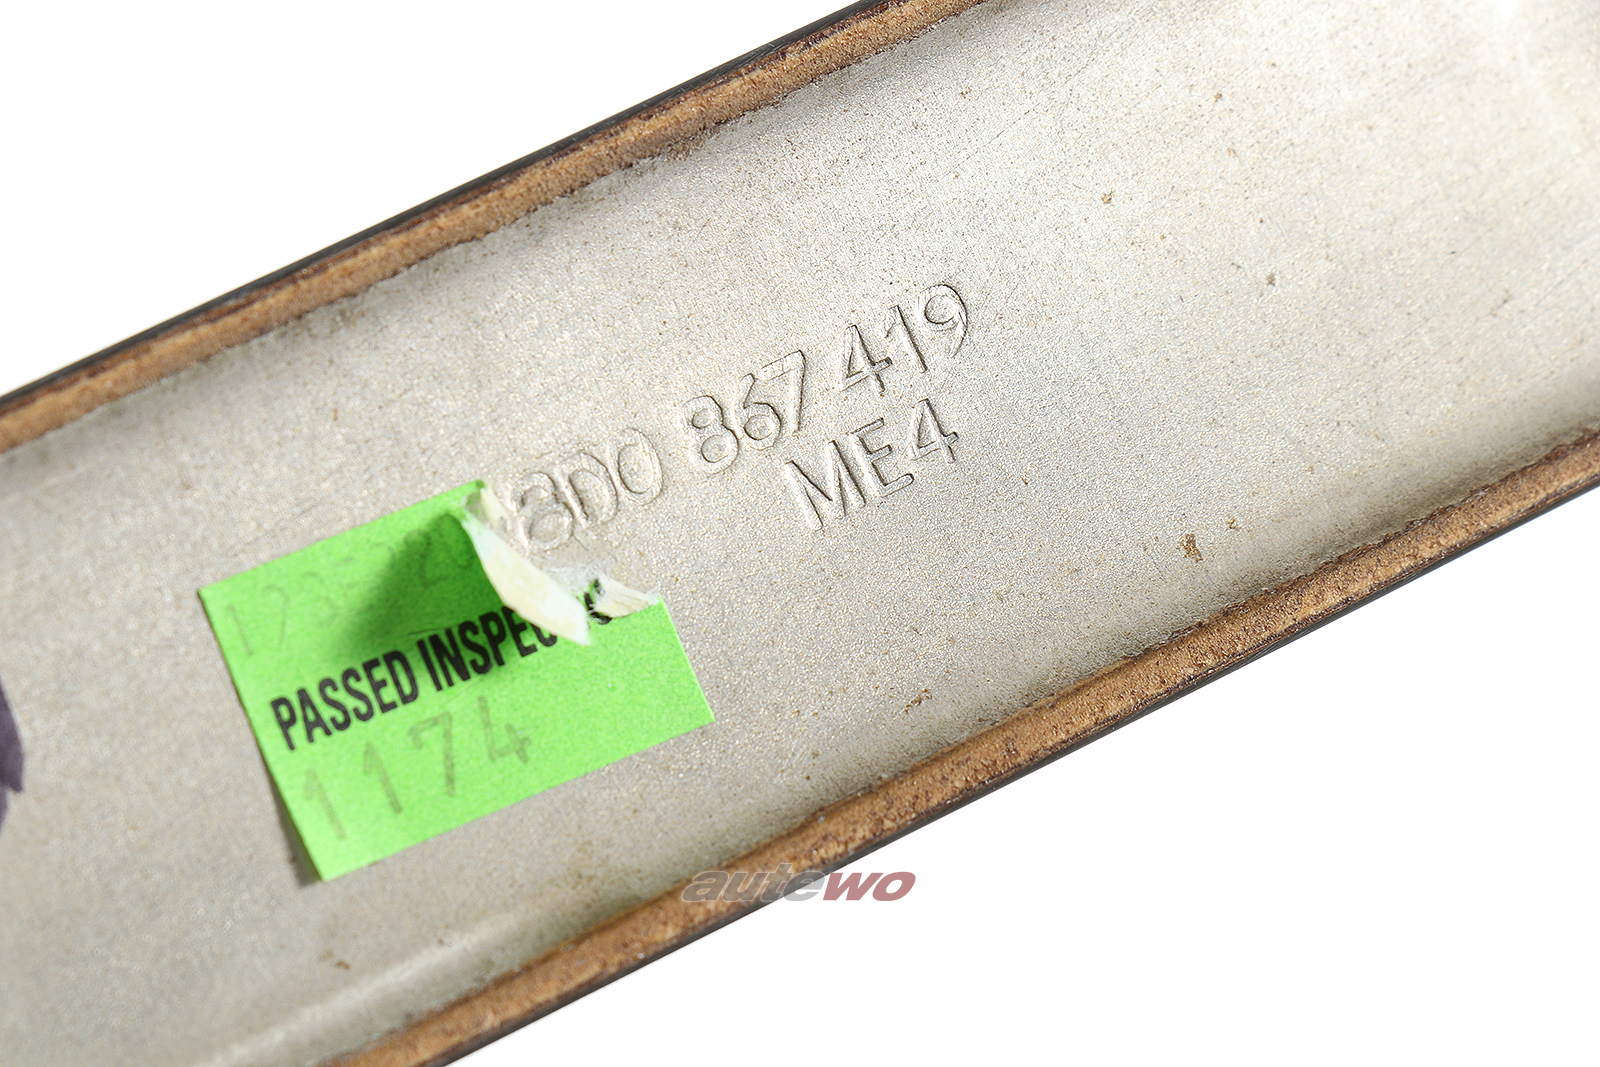 8D0 867 419
ME4
PASSED INSPEC
1174
autewo